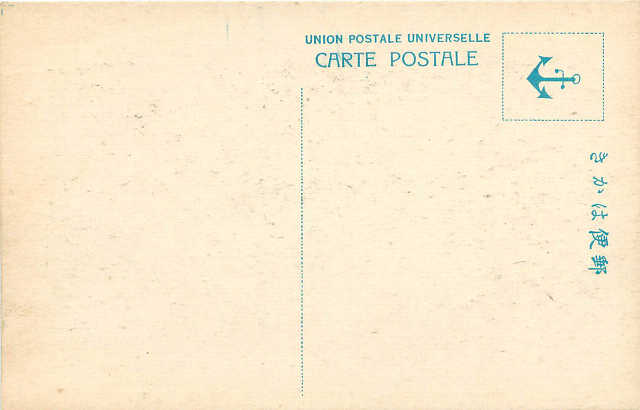 UNION POSTALE UNIVERSELLE
CARTE POSTALE
郵便はかき